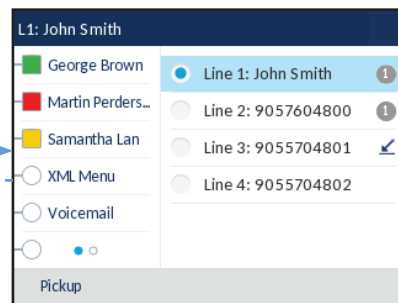 L1: John Smith
George Brown
Martin Perders...
Samantha Lan
XML Menu
Voicemail
Line 1: John Smith 1
Line 2: 9057604800 1
Line 3: 9055704801
Line 4: 9055704802
Pickup